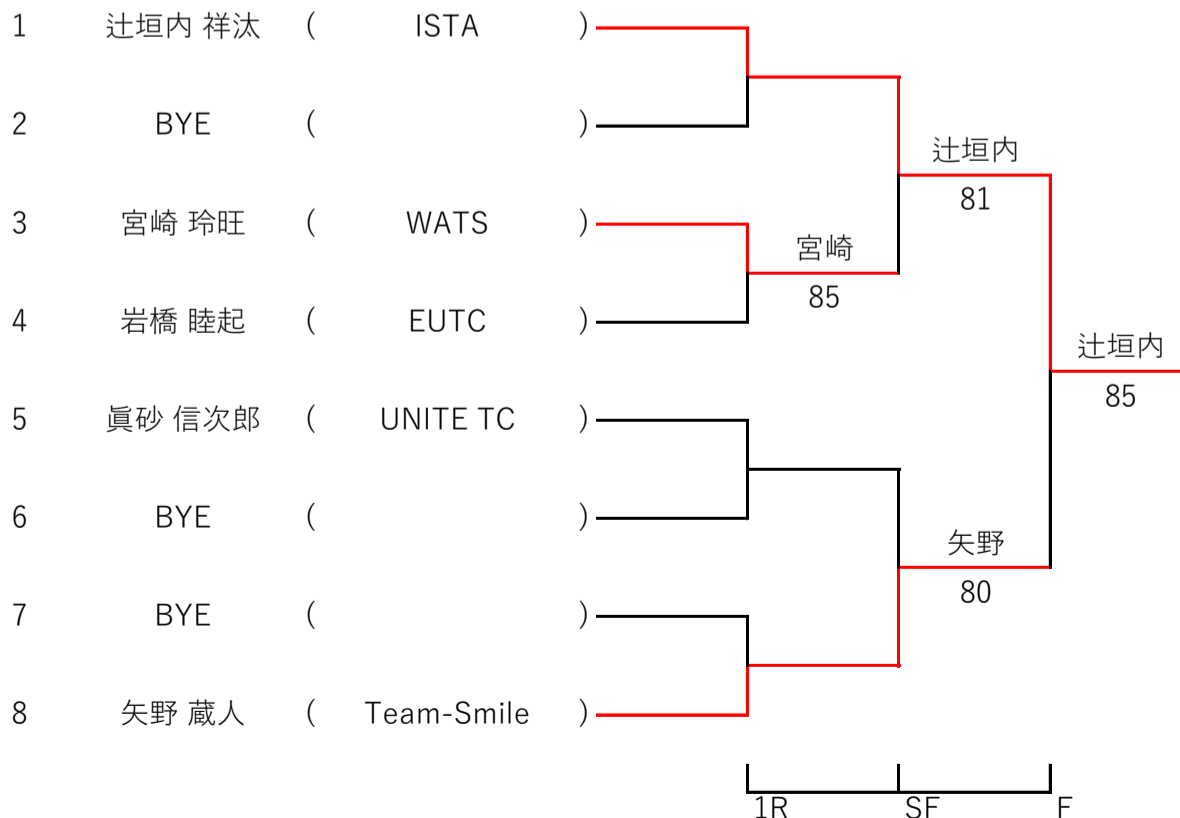 1 辻垣内 祥汰 ( ISTA )
2 BYE ( )
辻垣内
81
3 宮崎 玲旺 ( WATS )
宮崎
85
4 岩橋 睦起 ( EUTC )
辻垣内
85
5 眞砂 信次郎 ( UNITE TC )
6 BYE ( )
矢野
80
7 BYE ( )
8 矢野 蔵人 ( Team-Smile )
1R SF F